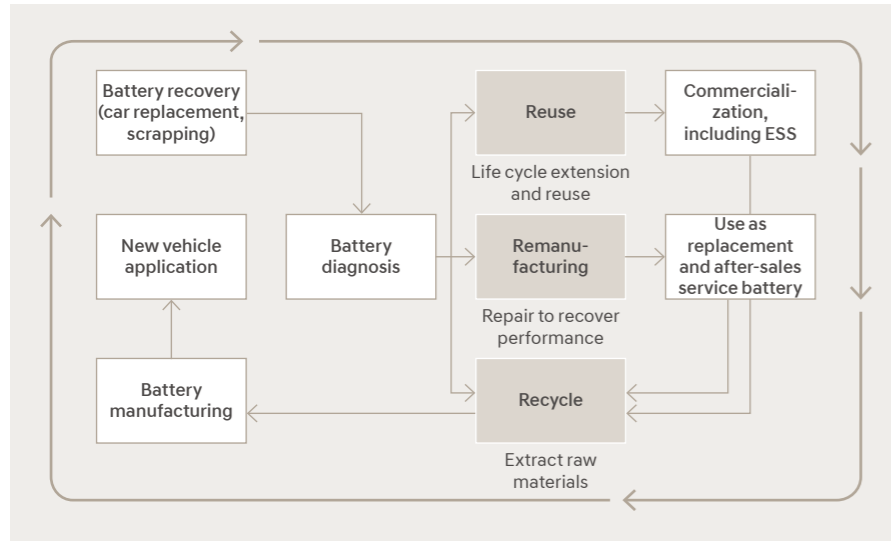 Battery recovery
(car replacement,
scrapping)
Reuse
Commerciali-
zation,
including ESS
Life cycle extension
and reuse
New vehicle
application
Battery
diagnosis
Remanu-
facturing
Use as
replacement
and after-sales
service battery
Repair to recover
performance
Battery
manufacturing
Recycle
Extract raw
materials